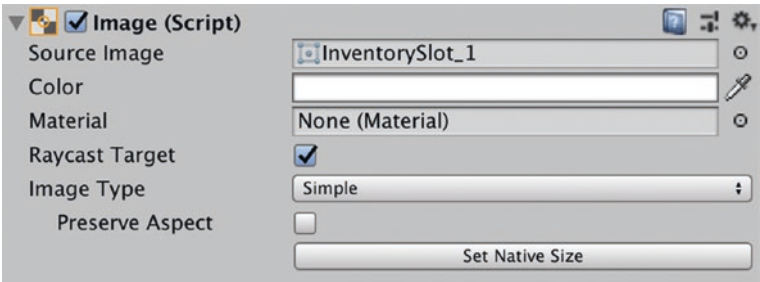 Image (Script)
Source Image InventorySlot_1
Color
Material None (Material)
Raycast Target
Image Type Simple
Preserve Aspect
Set Native Size